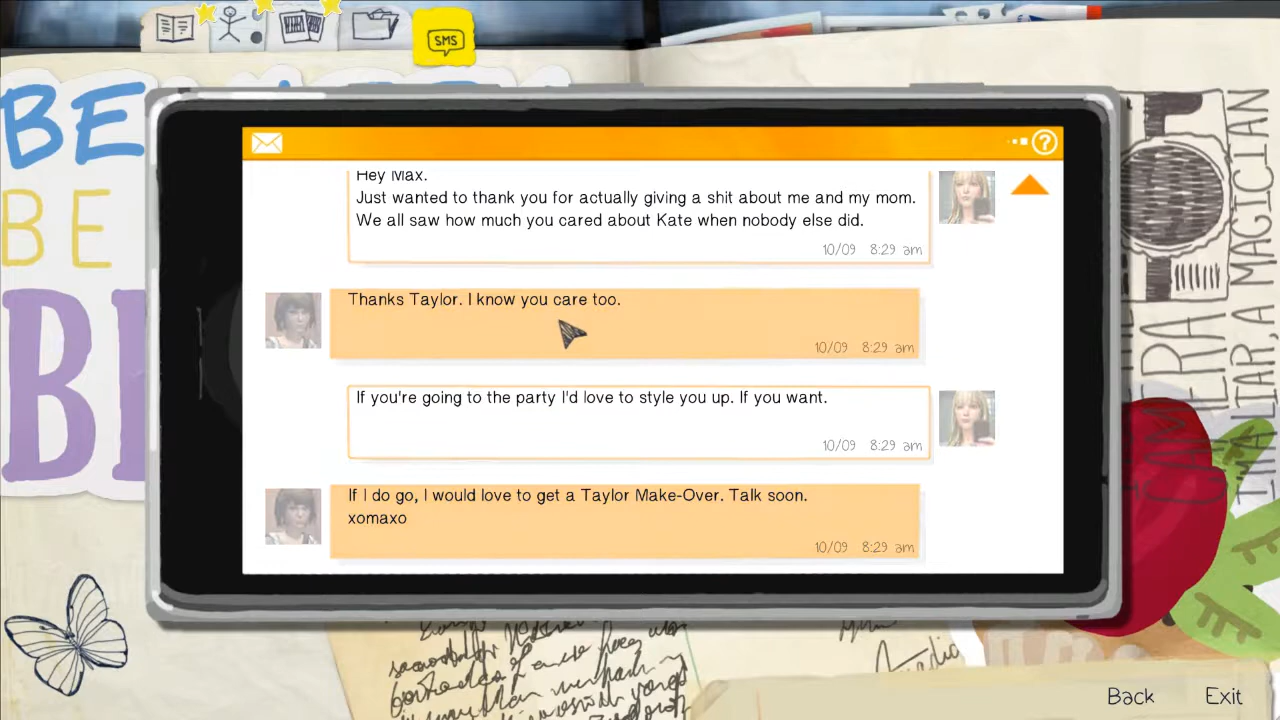 SMS
BE
BE
Hey Max.
Just wanted to thank you for actually giving a shit about me and my mom.
We all saw how much you cared about Kate when nobody else did.
10/09 8:29 am
Thanks Taylor. I know you care too.
10/09 8:29 am
If you're going to the party I'd love to style you up. If you want.
10/09 8:29 am
If I do go, I would love to get a Taylor Make-Over. Talk soon.
xomaxo
10/09 8:29 am
?
CAMERA
TAR, A MAGICIAN
Back
Exit